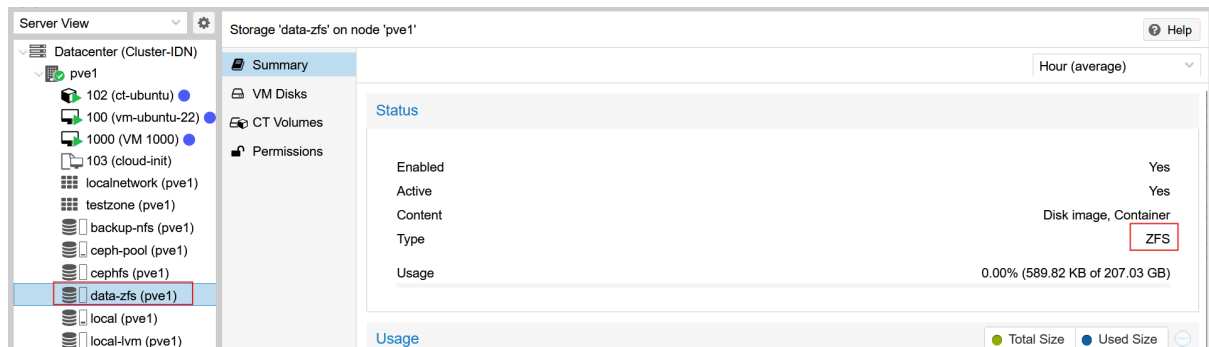 Server View
Datacenter (Cluster-IDN)
pve1
102 (ct-ubuntu)
100 (vm-ubuntu-22)
1000 (VM 1000)
103 (cloud-init)
localnetwork (pve1)
testzone (pve1)
backup-nfs (pve1)
ceph-pool (pve1)
cephfs (pve1)
data-zfs (pve1)
local (pve1)
local-lvm (pve1)
Storage 'data-zfs' on node 'pve1'
Help
Summary
VM Disks
CT Volumes
Permissions
Hour (average)
Status
Enabled Yes
Active Yes
Content Disk image, Container
Type ZFS
Usage 0.00% (589.82 KB of 207.03 GB)
Usage
Total Size Used Size